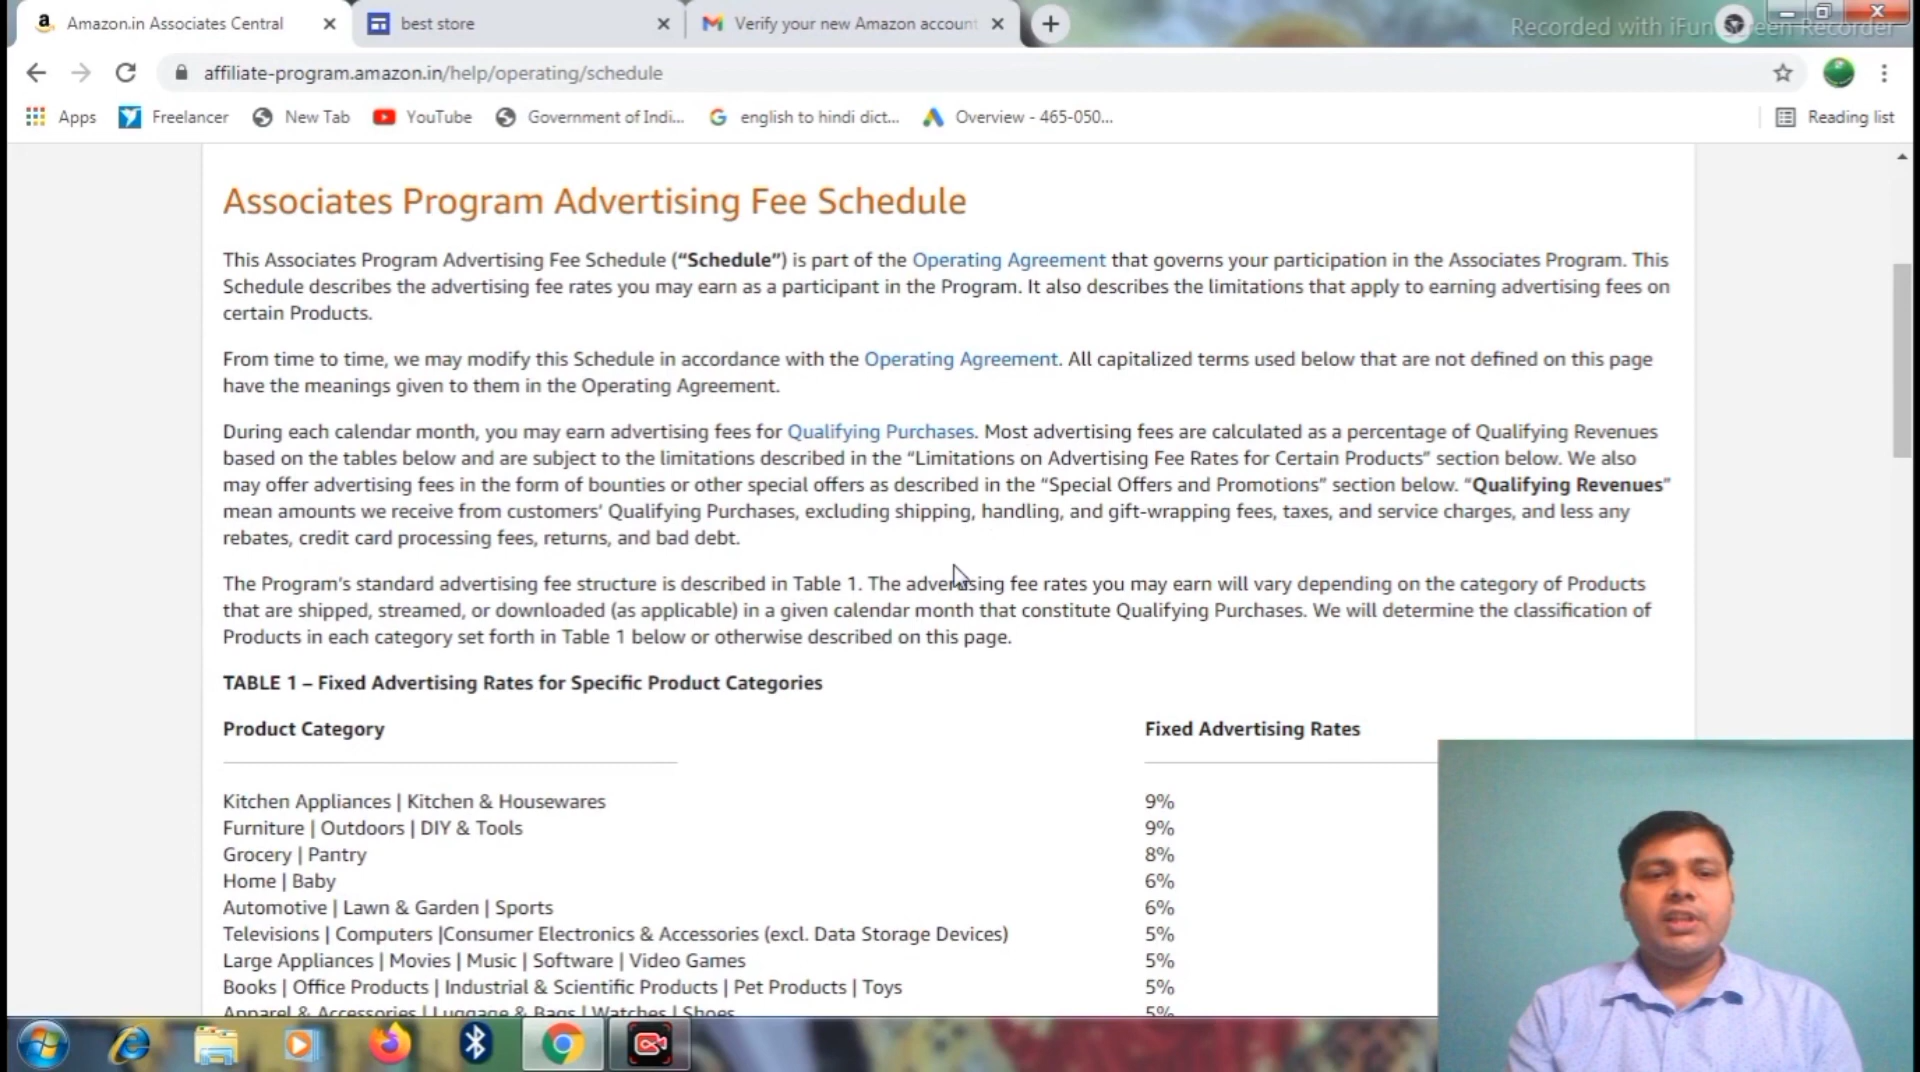 Amazon.in Associates Central
best store
Verify your new Amazon account
Recorded with iFun Screen Recorder
affiliate-program.amazon.in/help/operating/schedule
Apps
Freelancer
New Tab
YouTube
Government of Indi...
english to hindi dict...
Overview - 465-050...
Reading list
Associates Program Advertising Fee Schedule
This Associates Program Advertising Fee Schedule (“Schedule”) is part of the Operating Agreement that governs your participation in the Associates Program. This
Schedule describes the advertising fee rates you may earn as a participant in the Program. It also describes the limitations that apply to earning advertising fees on
certain Products.
From time to time, we may modify this Schedule in accordance with the Operating Agreement. All capitalized terms used below that are not defined on this page
have the meanings given to them in the Operating Agreement.
During each calendar month, you may earn advertising fees for Qualifying Purchases. Most advertising fees are calculated as a percentage of Qualifying Revenues
based on the tables below and are subject to the limitations described in the “Limitations on Advertising Fee Rates for Certain Products” section below. We also
may offer advertising fees in the form of bounties or other special offers as described in the “Special Offers and Promotions” section below. “Qualifying Revenues”
mean amounts we receive from customers’ Qualifying Purchases, excluding shipping, handling, and gift-wrapping fees, taxes, and service charges, and less any
rebates, credit card processing fees, returns, and bad debt.
The Program’s standard advertising fee structure is described in Table 1. The advertising fee rates you may earn will vary depending on the category of Products
that are shipped, streamed, or downloaded (as applicable) in a given calendar month that constitute Qualifying Purchases. We will determine the classification of
Products in each category set forth in Table 1 below or otherwise described on this page.
TABLE 1 – Fixed Advertising Rates for Specific Product Categories
Product Category Fixed Advertising Rates
Kitchen Appliances | Kitchen & Housewares 9%
Furniture | Outdoors | DIY & Tools 9%
Grocery | Pantry 8%
Home | Baby 6%
Automotive | Lawn & Garden | Sports 6%
Televisions | Computers |Consumer Electronics & Accessories (excl. Data Storage Devices) 5%
Large Appliances | Movies | Music | Software | Video Games 5%
Books | Office Products | Industrial & Scientific Products | Pet Products | Toys 5%
Apparel & Accessories | Luggage & Bags | Watches | Shoes 5%